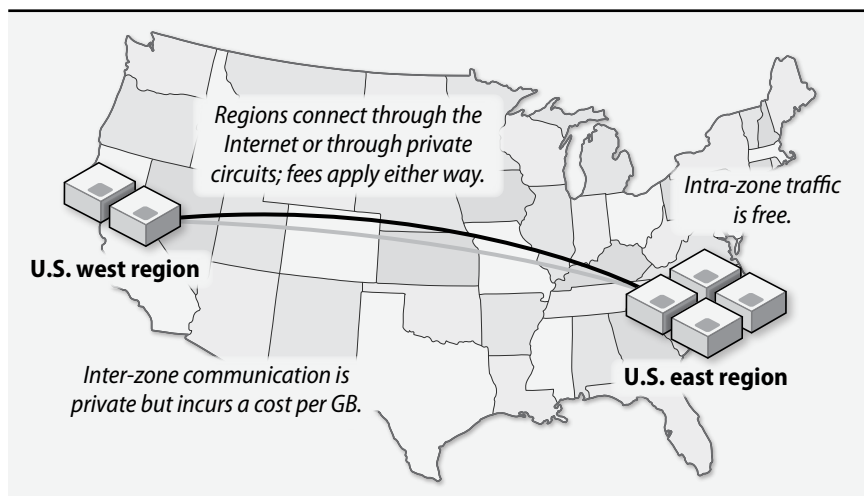 Regions connect through the
Internet or through private
circuits; fees apply either way.
Intra-zone traffic
is free.
U.S. west region
Inter-zone communication is
private but incurs a cost per GB.
U.S. east region